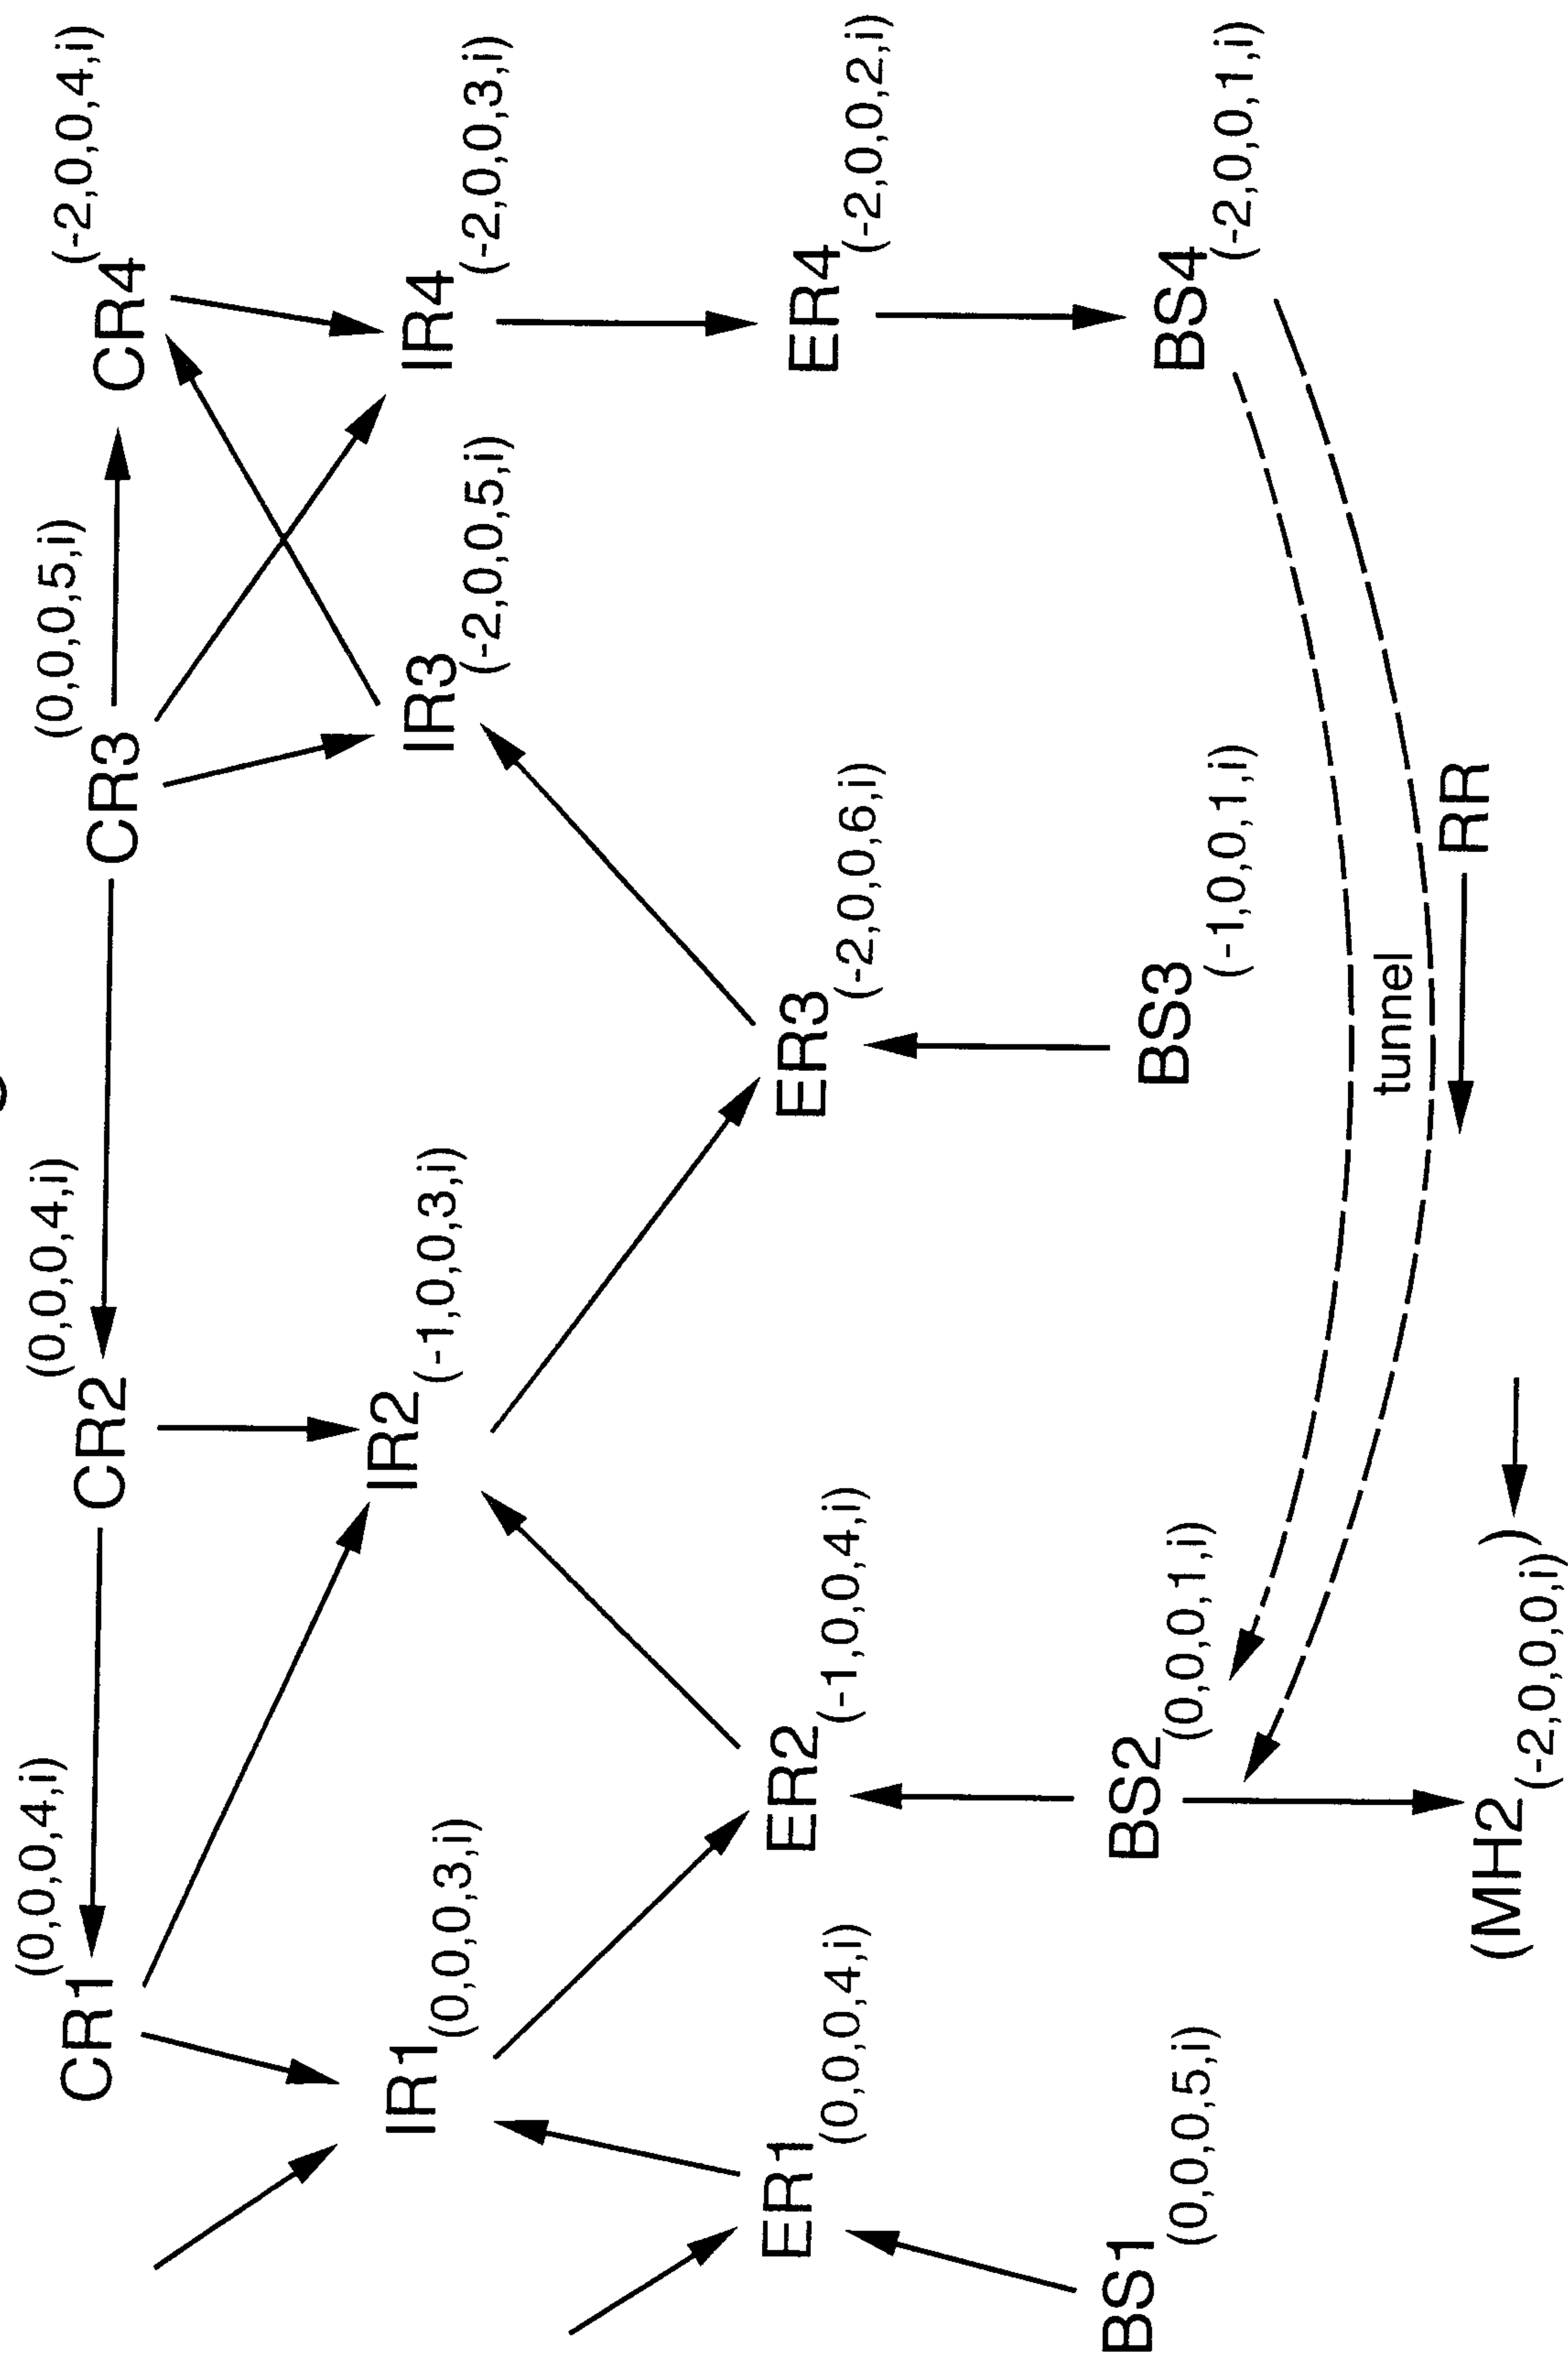 (0,0,0,4,i)
(0,0,0,4,i)
(0,0,0,5,i)
(-2,0,0,4,i)
CR1
CR2
CR3
CR4
IR1
(0,0,0,3,i)
IR2
(-1,0,0,3,i)
IR3
(-2,0,0,5,i)
IR4
(-2,0,0,3,i)
ER1
(0,0,0,4,i)
ER2
(-1,0,0,4,i)
ER3
(-2,0,0,6,i)
ER4
(-2,0,0,2,i)
BS1
(0,0,0,5,i)
BS2
(0,0,0,1,i)
BS3
(-1,0,0,1,i)
BS4
(-2,0,0,1,i)
tunnel
RR
(MH2
(-2,0,0,0,i)
)